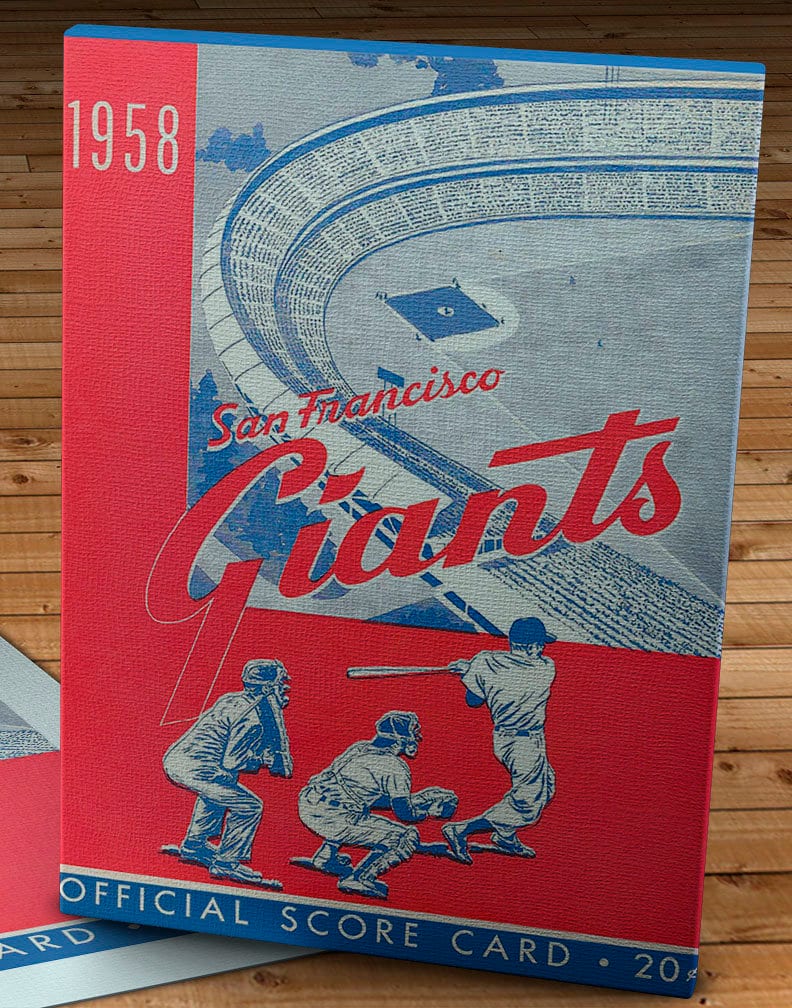 1958
San Francisco
Giants
OFFICIAL SCORE CARD • 20¢
ARD •